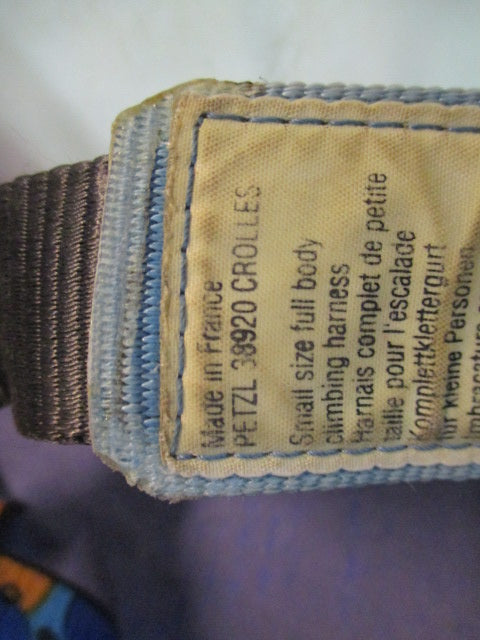 Made in France
PETZL 38920 CROLLES
Small size full body
climbing harness
Harnais complet de petite
taille pour l'escalade
Komplettklettergurt
für kleine Personen